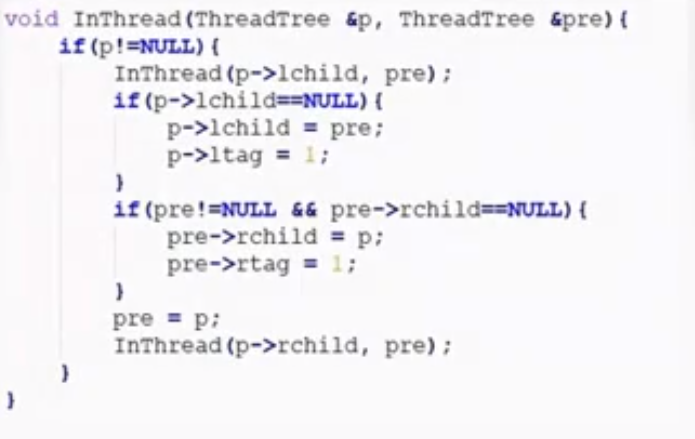 void InThread(ThreadTree &p, ThreadTree &pre){
    if(p!=NULL){
        InThread(p->lchild, pre);
        if(p->lchild==NULL){
            p->lchild = pre;
            p->ltag = 1;
        }
        if(pre!=NULL && pre->rchild==NULL){
            pre->rchild = p;
            pre->rtag = 1;
        }
        pre = p;
        InThread(p->rchild, pre);
    }
}